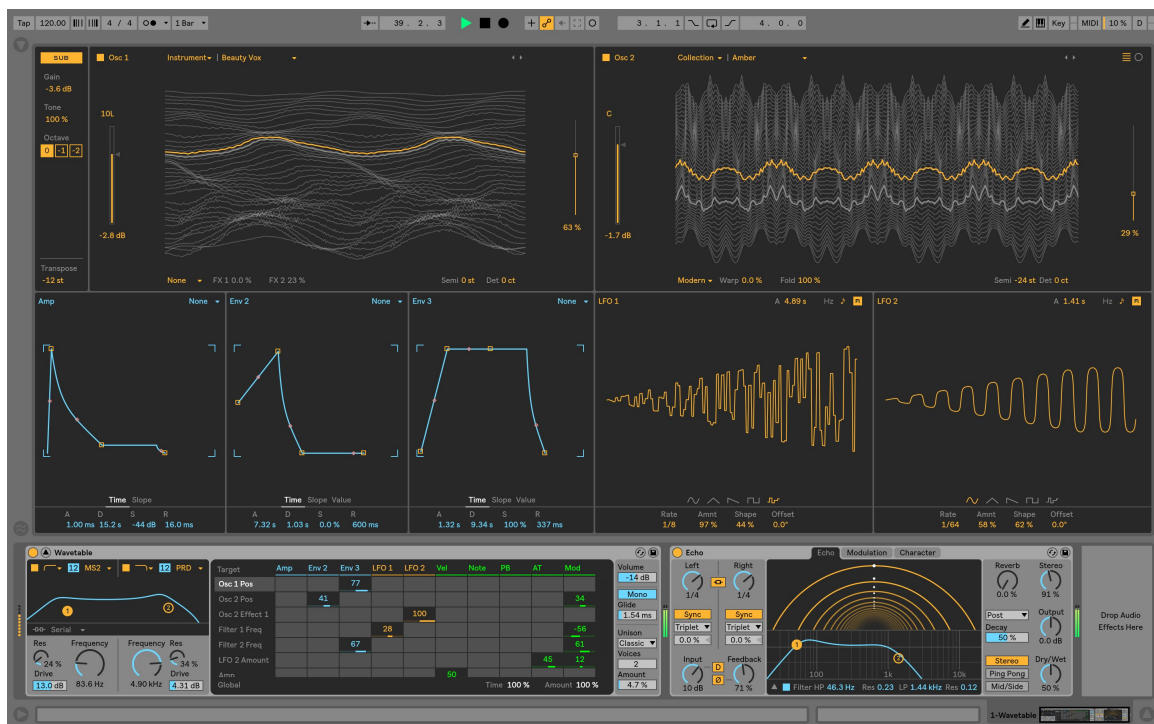 Tap 120.00 4 / 4 1 Bar 39. 2. 3 3. 1. 1 4. 0. 0 Key MIDI 10 % D
SUB
Gain
-3.6 dB
Tone
100 %
Octave
0 -1 -2
Transpose
-12 st
Osc 1 Instrument | Beauty Vox
10L
-2.8 dB
63 %
None FX 1 0.0 % FX 2 23 % Semi 0 st Det 0 ct
Osc 2 Collection | Amber
C
-1.7 dB
29 %
Modern Warp 0.0 % Fold 100 % Semi -24 st Det 0 ct
Amp None
Time Slope
A D S R
1.00 ms 15.2 s -44 dB 16.0 ms
Env 2 None
Time Slope Value
A D S R
7.32 s 1.03 s 0.0 % 600 ms
Env 3 None
Time Slope Value
A D S R
1.32 s 9.34 s 100 % 337 ms
LFO 1 A 4.89 s Hz R
Rate Amnt Shape Offset
1/8 97 % 44 % 0.0°
LFO 2 A 1.41 s Hz R
Rate Amnt Shape Offset
1/64 58 % 62 % 0.0°
Wavetable
12 MS2 12 PRD
1 2
Serial
Res Frequency Frequency Res
24 % 34 %
Drive Drive
13.0 dB 83.6 Hz 4.90 kHz 4.31 dB
Target Amp Env 2 Env 3 LFO 1 LFO 2 Vel Note PB AT Mod
Osc 1 Pos 77
Osc 2 Pos 41 34
Osc 2 Effect 1 100
Filter 1 Freq 28 -56
Filter 2 Freq 67 61
LFO 2 Amount 45 12
Amp 50
Global Time 100 % Amount 100 %
Volume
-14 dB
Mono
Glide
1.54 ms
Unison
Classic
Voices
2
Amount
4.7 %
Echo Echo Modulation Character
Left Right
1/4 1/4
Sync Sync
Triplet Triplet
0.0 % 0.0 %
Input D Feedback
Ø
10 dB 71 %
1 2
100 1k 10k
Filter HP 46.3 Hz Res 0.23 LP 1.44 kHz Res 0.12
Reverb Stereo
0.0 % 91 %
Post Output
Decay
50 % 0.0 dB
Stereo Dry/Wet
Ping Pong
Mid/Side 50 %
Drop Audio
Effects Here
1-Wavetable